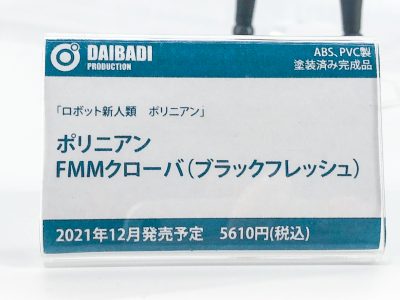 DAIBADI
PRODUCTION
ABS、PVC製
塗装済み完成品
「ロボット新人類　ポリニアン」
ポリニアン
FMMクローバ（ブラックフレッシュ）
2021年12月発売予定　5610円(税込)